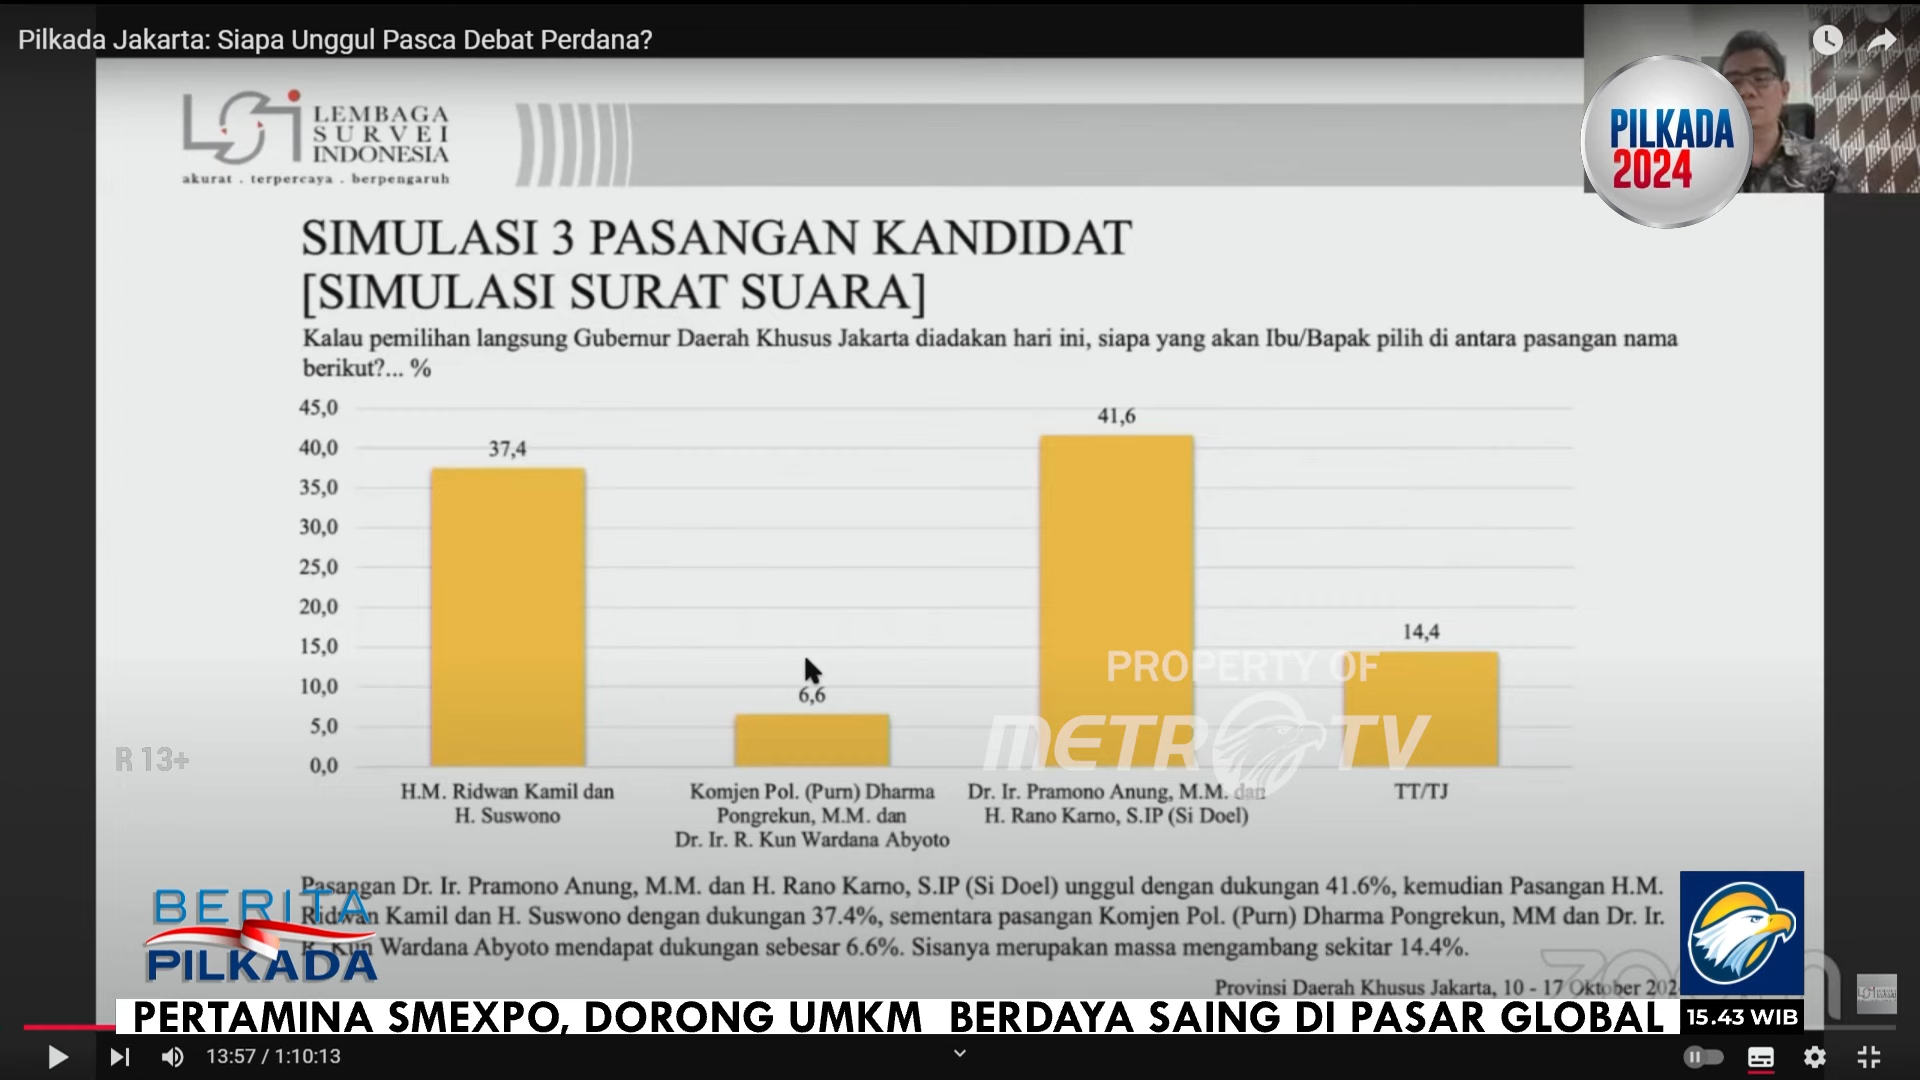 Pilkada Jakarta: Siapa Unggul Pasca Debat Perdana?
LSI
LEMBAGA
SURVEI
INDONESIA
akurat . terpercaya . berpengaruh
PILKADA
2024
SIMULASI 3 PASANGAN KANDIDAT
[SIMULASI SURAT SUARA]
Kalau pemilihan langsung Gubernur Daerah Khusus Jakarta diadakan hari ini, siapa yang akan Ibu/Bapak pilih di antara pasangan nama
berikut?... %
45,0
40,0
35,0
30,0
25,0
20,0
15,0
10,0
5,0
0,0
37,4
6,6
41,6
14,4
PROPERTY OF
METRO TV
R 13+
H.M. Ridwan Kamil dan
H. Suswono
Komjen Pol. (Purn) Dharma
Pongrekun, M.M. dan
Dr. Ir. R. Kun Wardana Abyoto
Dr. Ir. Pramono Anung, M.M. dan
H. Rano Karno, S.IP (Si Doel)
TT/TJ
Pasangan Dr. Ir. Pramono Anung, M.M. dan H. Rano Karno, S.IP (Si Doel) unggul dengan dukungan 41.6%, kemudian Pasangan H.M.
Ridwan Kamil dan H. Suswono dengan dukungan 37.4%, sementara pasangan Komjen Pol. (Purn) Dharma Pongrekun, MM dan Dr. Ir.
R. Kun Wardana Abyoto mendapat dukungan sebesar 6.6%. Sisanya merupakan massa mengambang sekitar 14.4%.
BERITA
PILKADA
zoom
Provinsi Daerah Khusus Jakarta, 10 - 17 Oktober 202
PERTAMINA SMEXPO, DORONG UMKM BERDAYA SAING DI PASAR GLOBAL
15.43 WIB
13:57 / 1:10:13